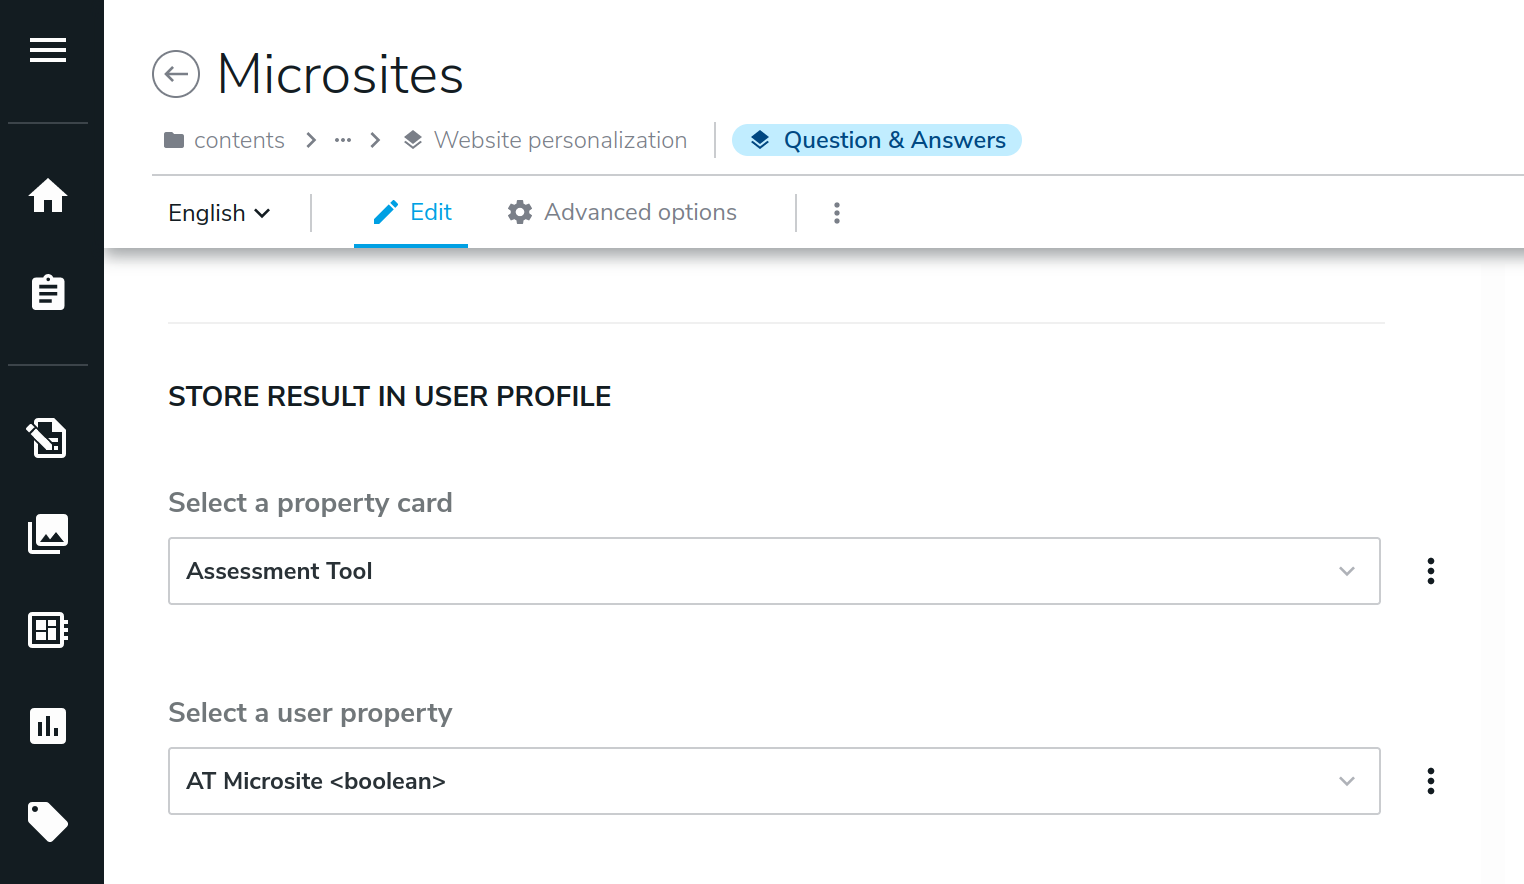 Microsites
contents > ... > Website personalization | Question & Answers
English Edit Advanced options
STORE RESULT IN USER PROFILE
Select a property card
Assessment Tool
Select a user property
AT Microsite <boolean>